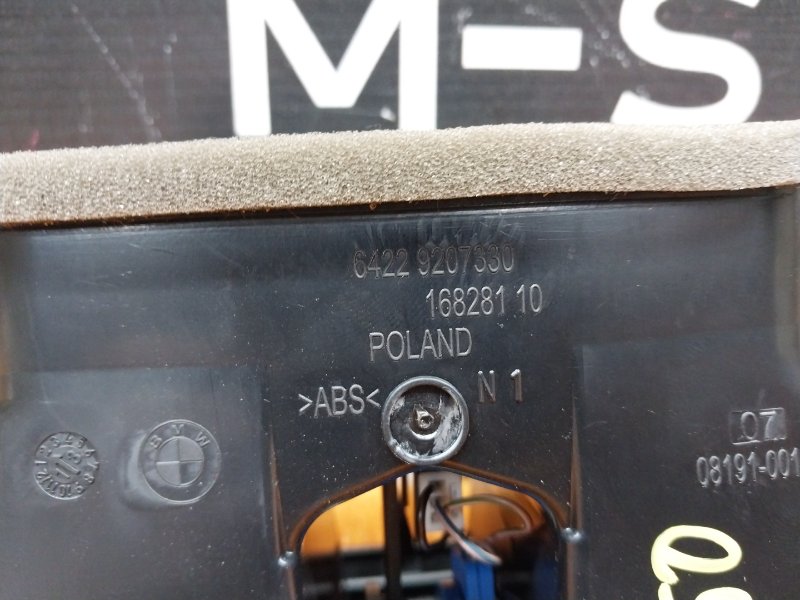 M-S
6422 9207330
168281 10
POLAND
>ABS< N 1
BMW
07
08191-001